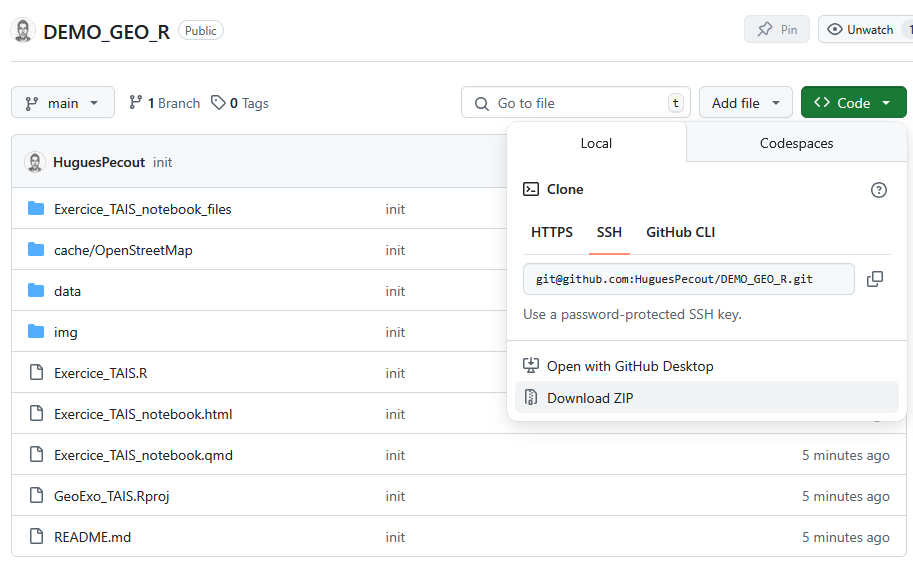 DEMO_GEO_R Public Pin Unwatch 1
main 1 Branch 0 Tags Go to file t Add file Code
Local Codespaces
HuguesPecout init
Clone
HTTPS SSH GitHub CLI
git@github.com:HuguesPecout/DEMO_GEO_R.git
Use a password-protected SSH key.
Open with GitHub Desktop
Download ZIP
Exercice_TAIS_notebook_files init
cache/OpenStreetMap init
data init
img init
Exercice_TAIS.R init
Exercice_TAIS_notebook.html init
Exercice_TAIS_notebook.qmd init 5 minutes ago
GeoExo_TAIS.Rproj init 5 minutes ago
README.md init 5 minutes ago